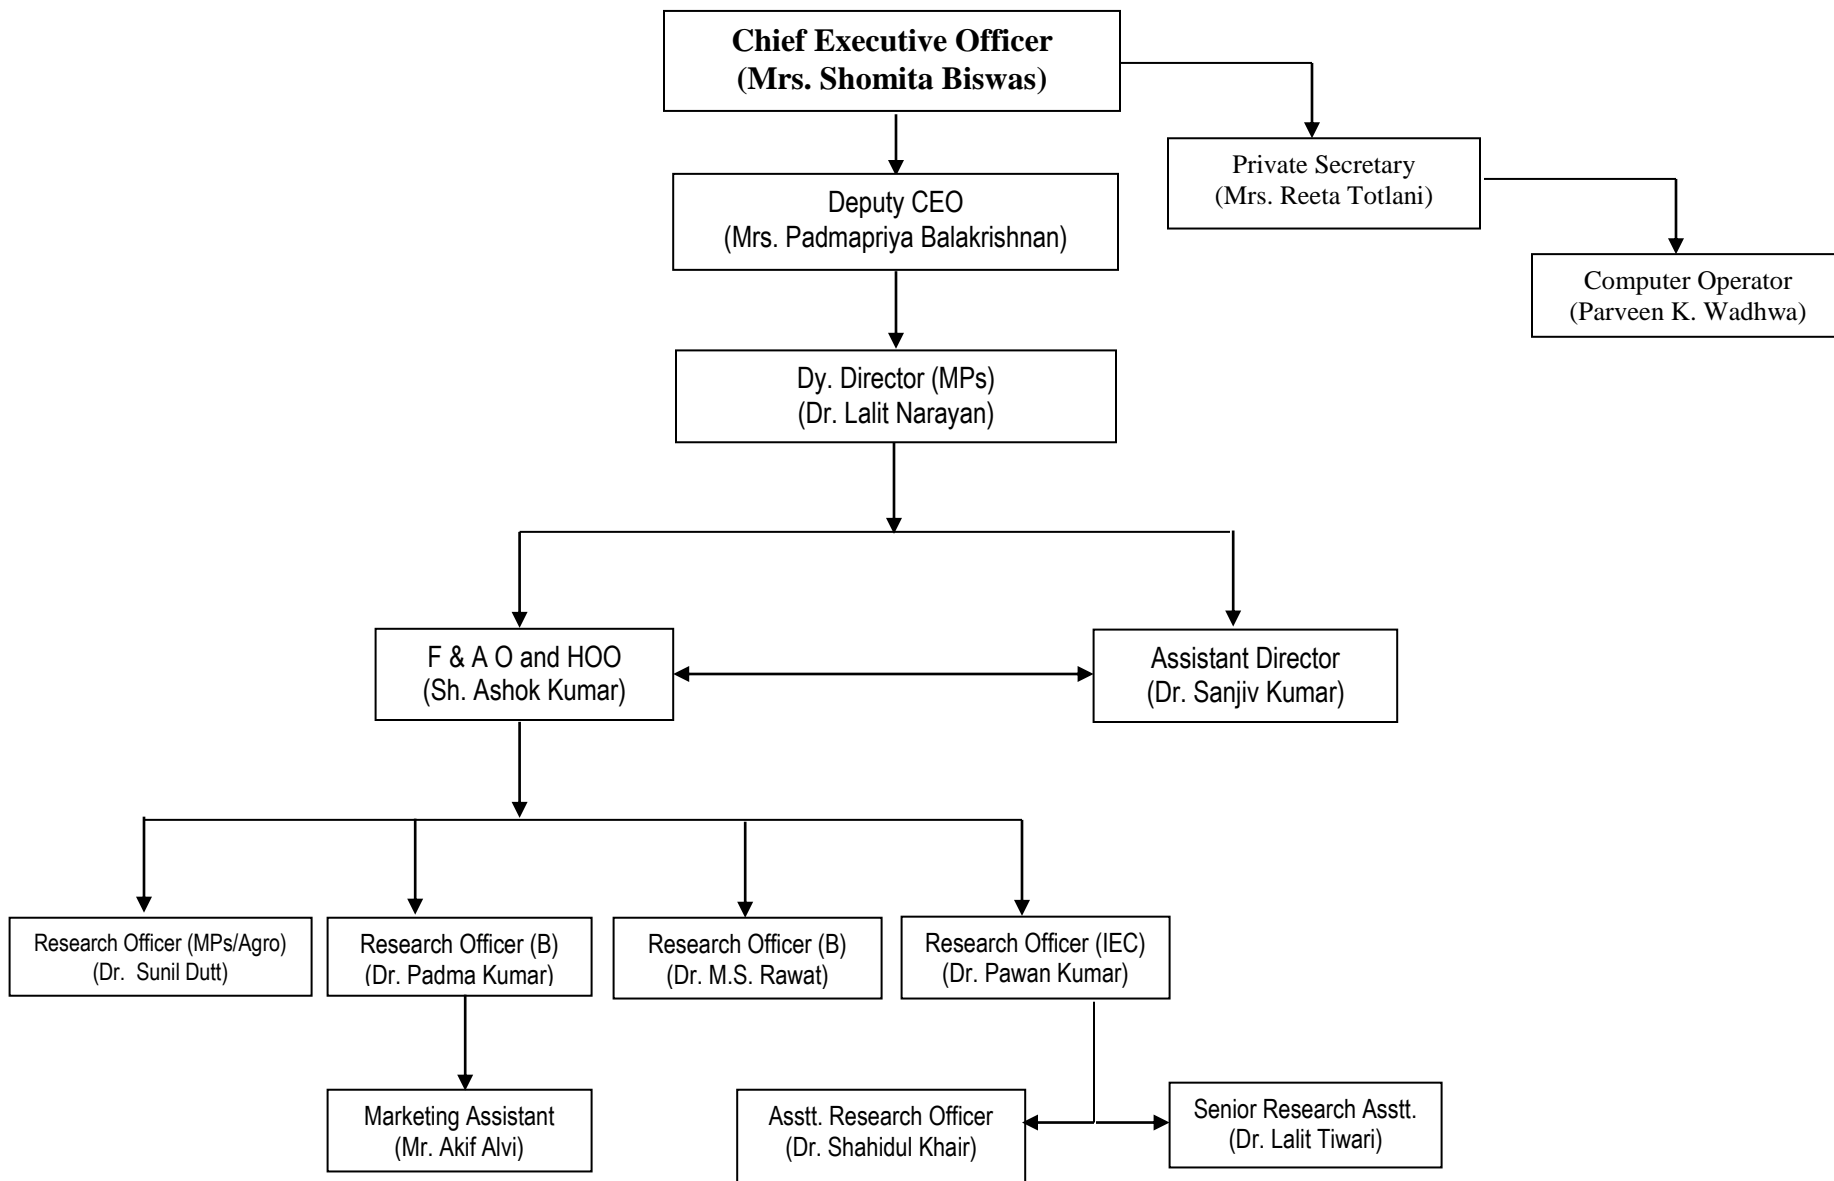 Chief Executive Officer
(Mrs. Shomita Biswas)
Private Secretary
(Mrs. Reeta Totlani)
Deputy CEO
(Mrs. Padmapriya Balakrishnan)
Computer Operator
(Parveen K. Wadhwa)
Dy. Director (MPs)
(Dr. Lalit Narayan)
F & A O and HOO
(Sh. Ashok Kumar)
Assistant Director
(Dr. Sanjiv Kumar)
Research Officer (MPs/Agro)
(Dr. Sunil Dutt)
Research Officer (B)
(Dr. Padma Kumar)
Research Officer (B)
(Dr. M.S. Rawat)
Research Officer (IEC)
(Dr. Pawan Kumar)
Marketing Assistant
(Mr. Akif Alvi)
Asstt. Research Officer
(Dr. Shahidul Khair)
Senior Research Asstt.
(Dr. Lalit Tiwari)